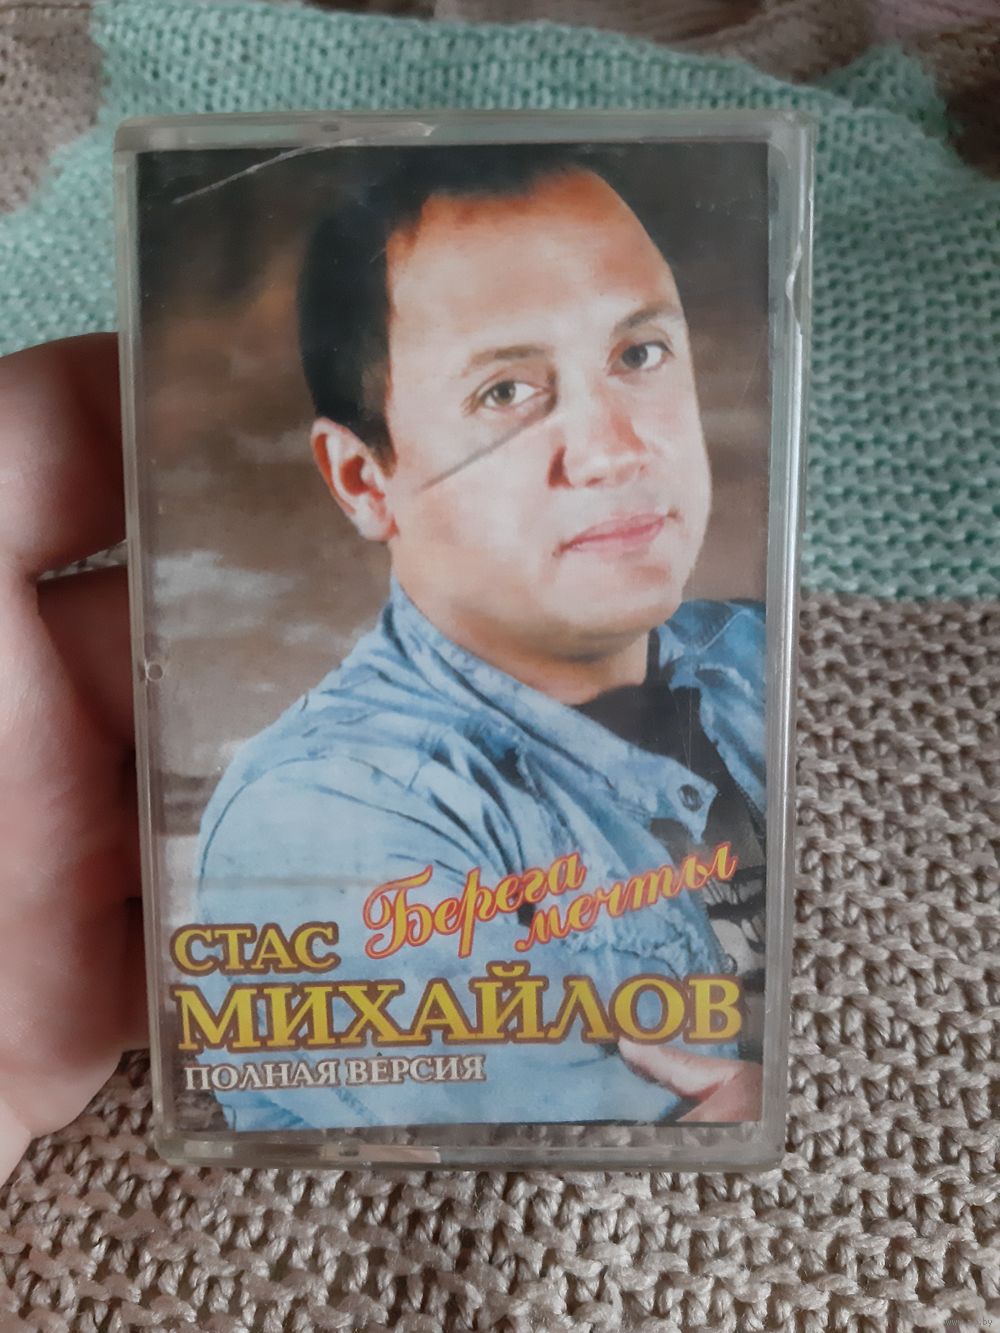 Берега
мечты
СТАС
МИХАЙЛОВ
ПОЛНАЯ ВЕРСИЯ